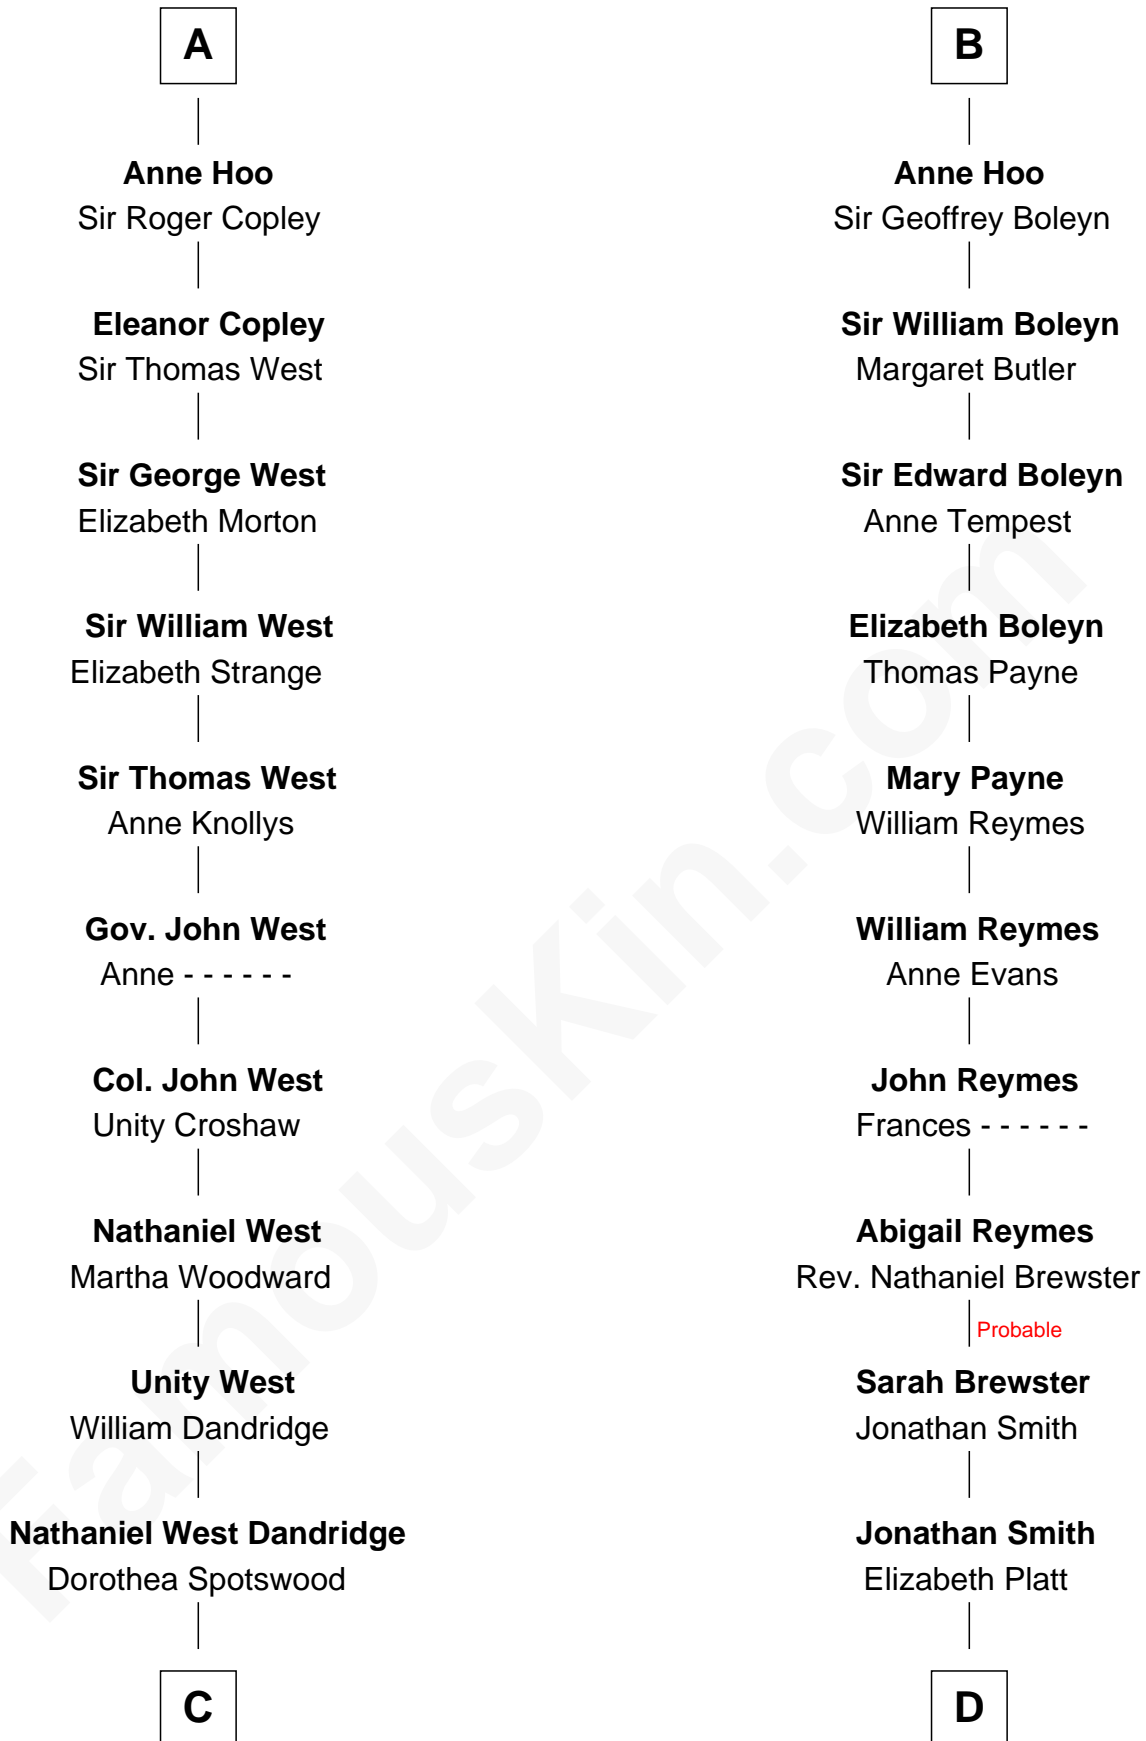 A
Anne Hoo
Sir Roger Copley
Eleanor Copley
Sir Thomas West
Sir George West
Elizabeth Morton
Sir William West
Elizabeth Strange
Sir Thomas West
Anne Knollys
Gov. John West
Anne - - - - - -
Col. John West
Unity Croshaw
Nathaniel West
Martha Woodward
Unity West
William Dandridge
Nathaniel West Dandridge
Dorothea Spotswood
C
B
Anne Hoo
Sir Geoffrey Boleyn
Sir William Boleyn
Margaret Butler
Sir Edward Boleyn
Anne Tempest
Elizabeth Boleyn
Thomas Payne
Mary Payne
William Reymes
William Reymes
Anne Evans
John Reymes
Frances - - - - - -
Abigail Reymes
Rev. Nathaniel Brewster
Probable
Sarah Brewster
Jonathan Smith
Jonathan Smith
Elizabeth Platt
D
FamousKin.com